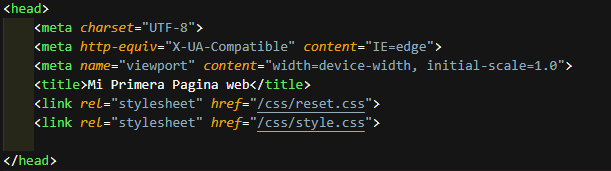 <head>
<meta charset="UTF-8">
<meta http-equiv="X-UA-Compatible" content="IE=edge">
<meta name="viewport" content="width=device-width, initial-scale=1.0">
<title>Mi Primera Pagina web</title>
<link rel="stylesheet" href="/css/reset.css">
<link rel="stylesheet" href="/css/style.css">
</head>